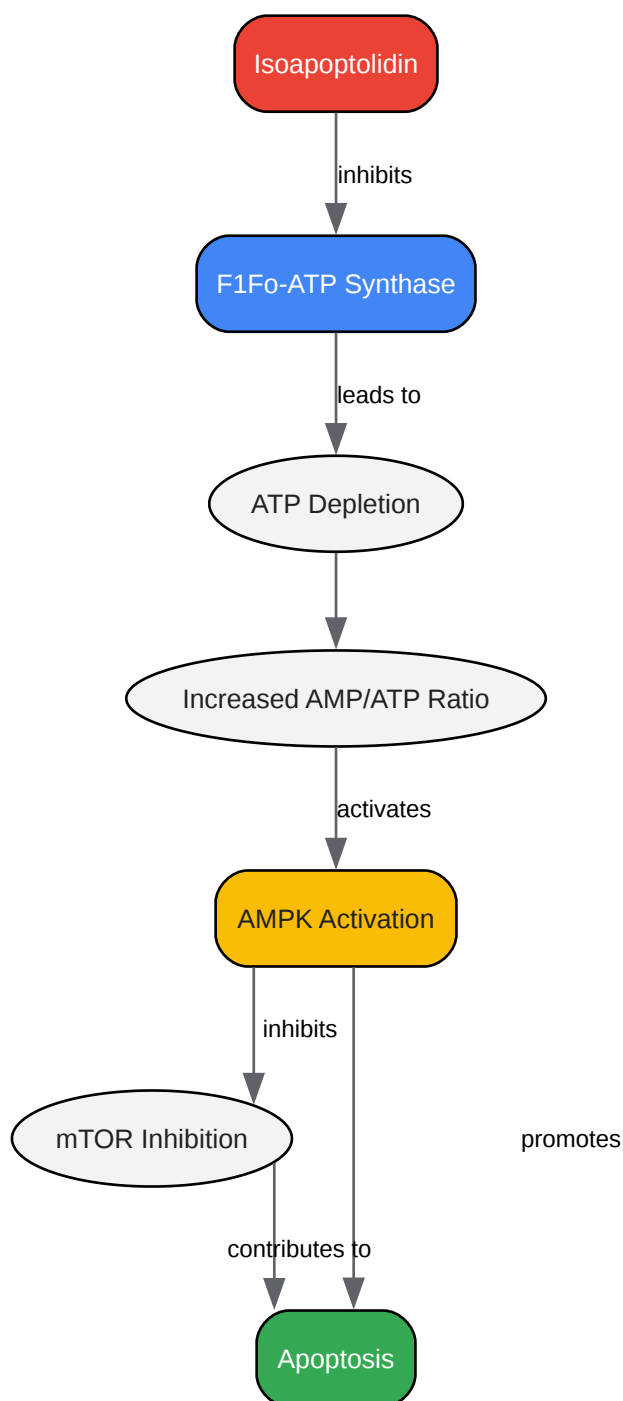 Isoapoptolidin
inhibits
F1Fo-ATP Synthase
leads to
ATP Depletion
Increased AMP/ATP Ratio
activates
AMPK Activation
inhibits
mTOR Inhibition
promotes
contributes to
Apoptosis